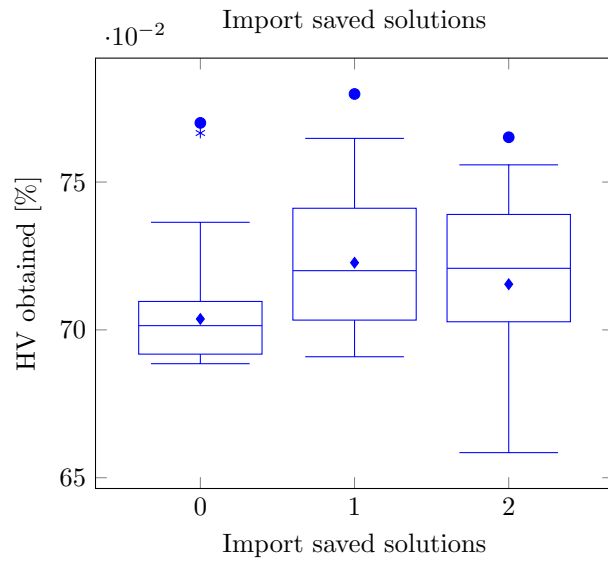 Import saved solutions
·10⁻²
HV obtained [%]
75
70
65
0 1 2
Import saved solutions